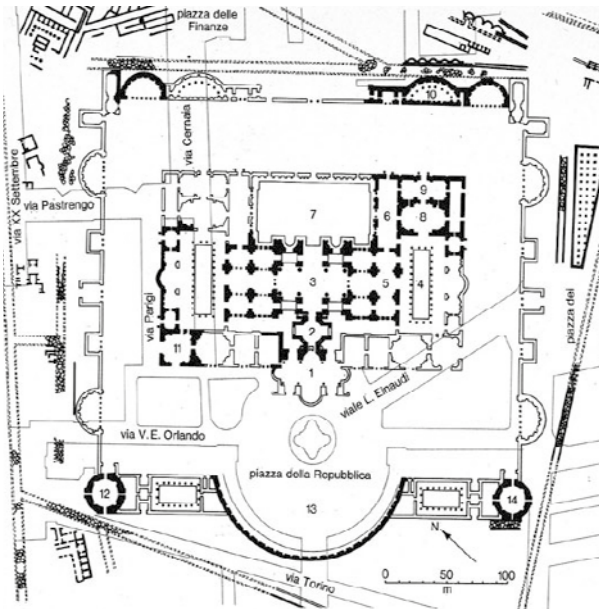 piazza delle
Finanze
10
via XX Settembre
via Cernaia
via Pastrengo
9
6
8
7
3
5
4
via Parigi
2
11
1
viale L. Einaudi
piazza dei
via V.E. Orlando
piazza della Repubblica
12
13
14
N
via Torino
0 50 100
m